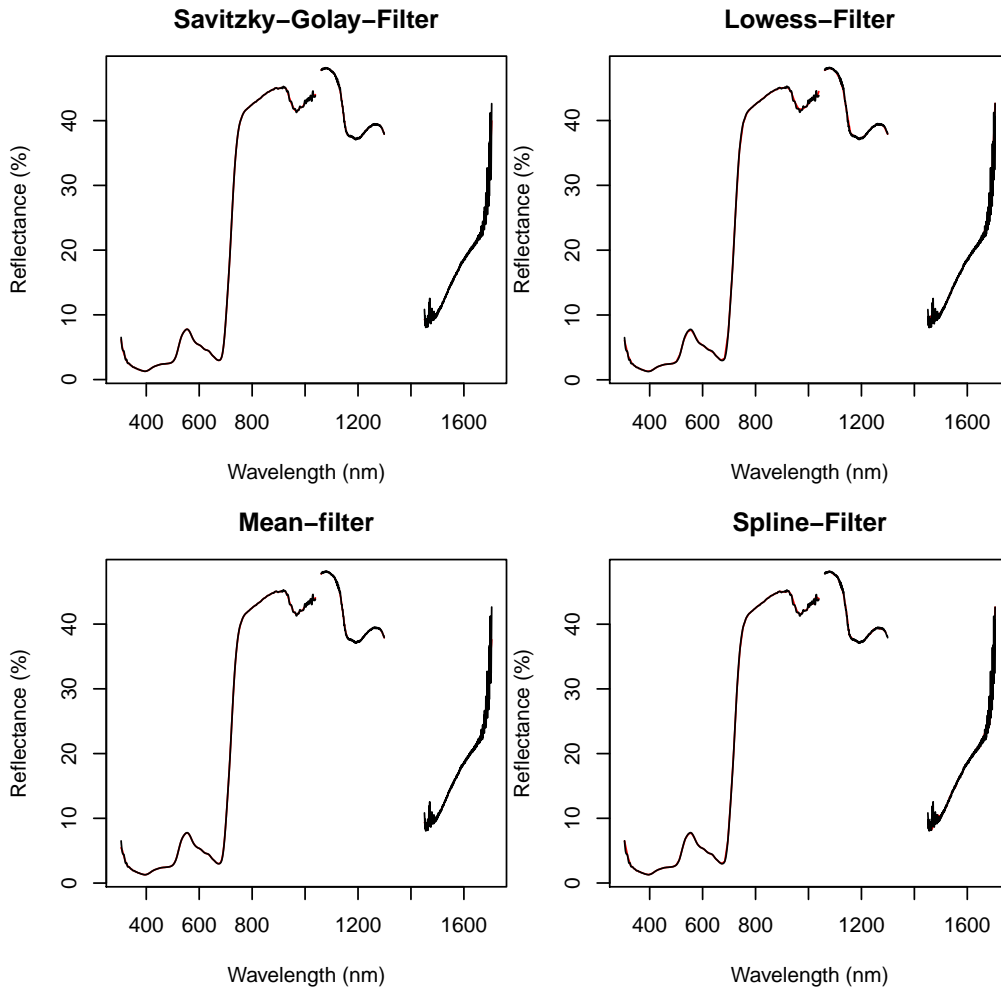 Savitzky−Golay−Filter
Reflectance (%)
0 10 20 30 40
400 600 800 1200 1600
Wavelength (nm)
Lowess−Filter
Reflectance (%)
0 10 20 30 40
400 600 800 1200 1600
Wavelength (nm)
Mean−filter
Reflectance (%)
0 10 20 30 40
400 600 800 1200 1600
Wavelength (nm)
Spline−Filter
Reflectance (%)
0 10 20 30 40
400 600 800 1200 1600
Wavelength (nm)